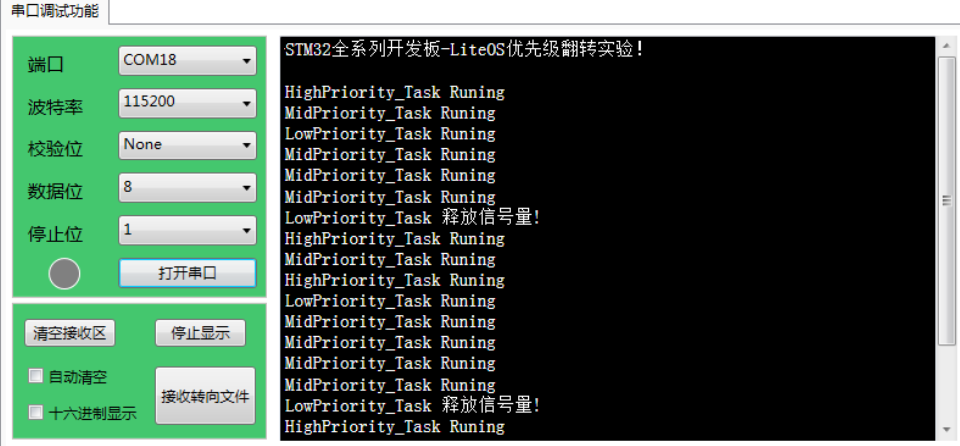 串口调试功能
端口 COM18
波特率 115200
校验位 None
数据位 8
停止位 1
打开串口
清空接收区 停止显示
自动清空
十六进制显示
接收转向文件
STM32全系列开发板-LiteOS优先级翻转实验!
HighPriority_Task Runing
MidPriority_Task Runing
LowPriority_Task Runing
MidPriority_Task Runing
MidPriority_Task Runing
MidPriority_Task Runing
LowPriority_Task 释放信号量!
HighPriority_Task Runing
MidPriority_Task Runing
HighPriority_Task Runing
LowPriority_Task Runing
MidPriority_Task Runing
MidPriority_Task Runing
MidPriority_Task Runing
MidPriority_Task Runing
LowPriority_Task 释放信号量!
HighPriority_Task Runing